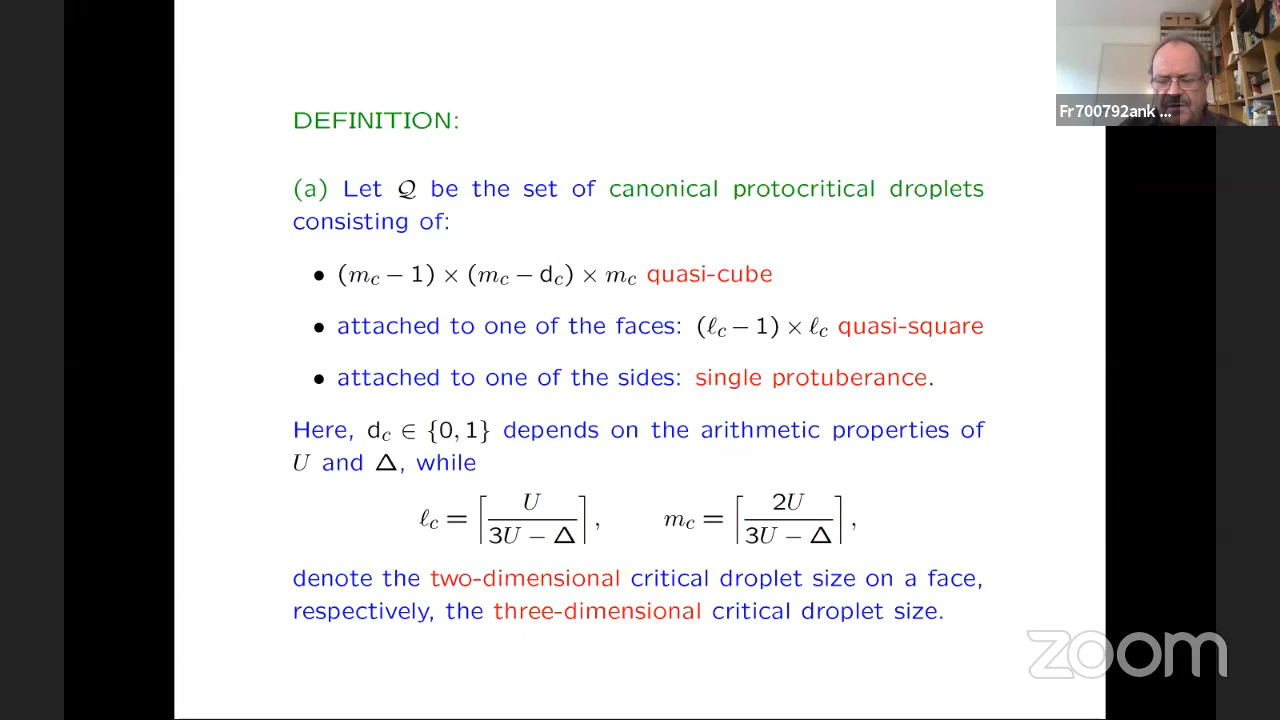 Fr700792ank ...
DEFINITION:
(a) Let 𝒬 be the set of canonical protocritical droplets
consisting of:
• (m_c − 1) × (m_c − d_c) × m_c quasi-cube
• attached to one of the faces: (ℓ_c − 1) × ℓ_c quasi-square
• attached to one of the sides: single protuberance.
Here, d_c ∈ {0, 1} depends on the arithmetic properties of
U and Δ, while
ℓ_c = ⌈U / (3U − Δ)⌉, m_c = ⌈2U / (3U − Δ)⌉,
denote the two-dimensional critical droplet size on a face,
respectively, the three-dimensional critical droplet size.
zoom